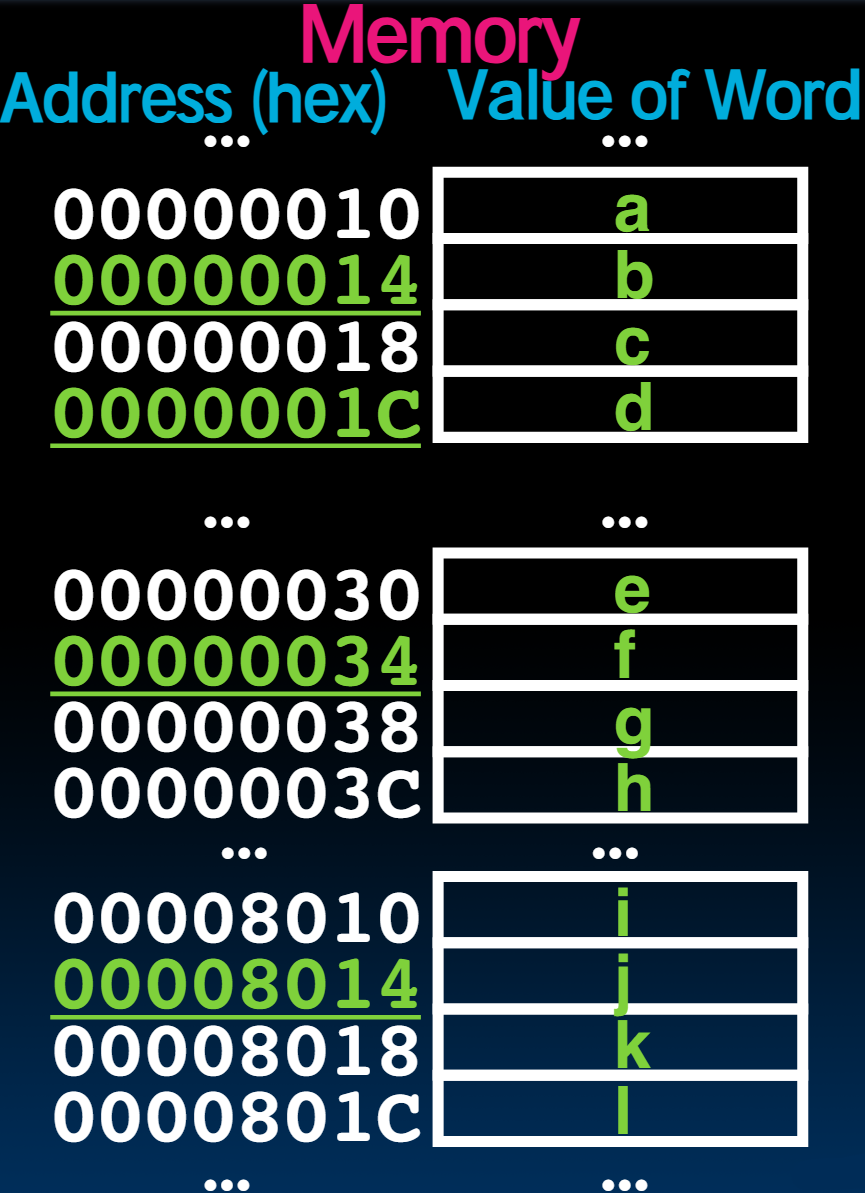 Memory
Address (hex) Value of Word
... ...
00000010 a
00000014 b
00000018 c
0000001C d
... ...
00000030 e
00000034 f
00000038 g
0000003C h
... ...
00008010 i
00008014 j
00008018 k
0000801C l
... ...